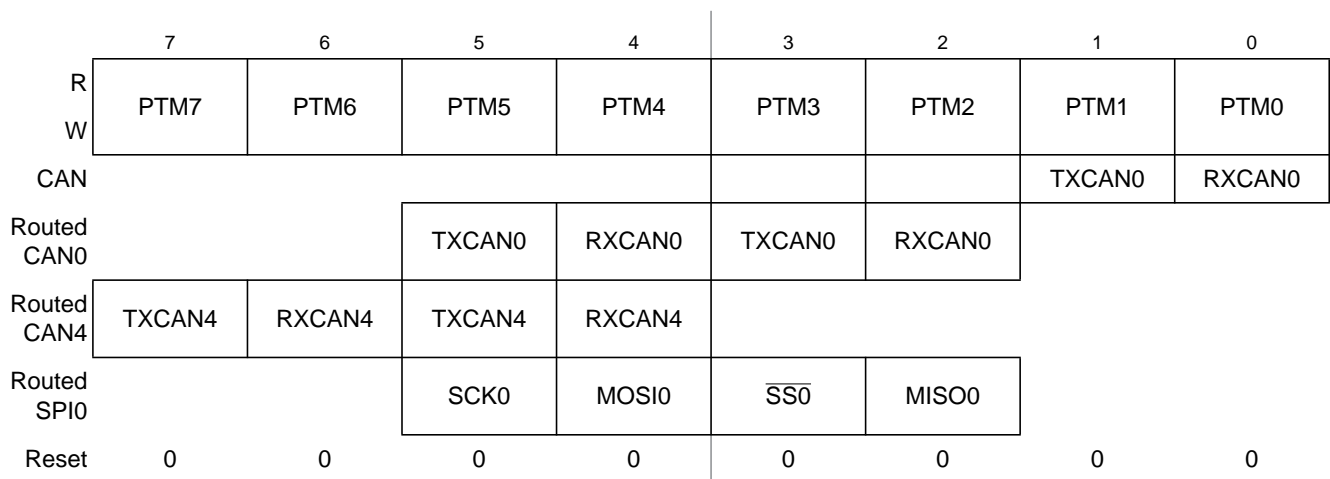 7 6 5 4 3 2 1 0
R
W
PTM7 PTM6 PTM5 PTM4 PTM3 PTM2 PTM1 PTM0
CAN TXCAN0 RXCAN0
Routed
CAN0
TXCAN0 RXCAN0 TXCAN0 RXCAN0
Routed
CAN4
TXCAN4 RXCAN4 TXCAN4 RXCAN4
Routed
SPI0
SCK0 MOSI0 S̅S̅0̅ MISO0
Reset 0 0 0 0 0 0 0 0